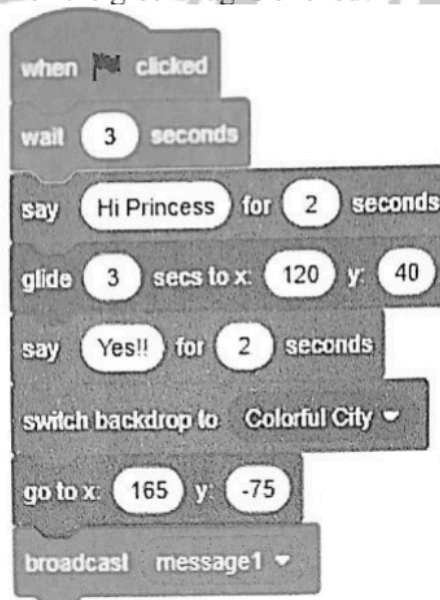 when clicked
wait 3 seconds
say Hi Princess for 2 seconds
glide 3 secs to x: 120 y: 40
say Yes!! for 2 seconds
switch backdrop to Colorful City
go to x: 165 y: -75
broadcast message1